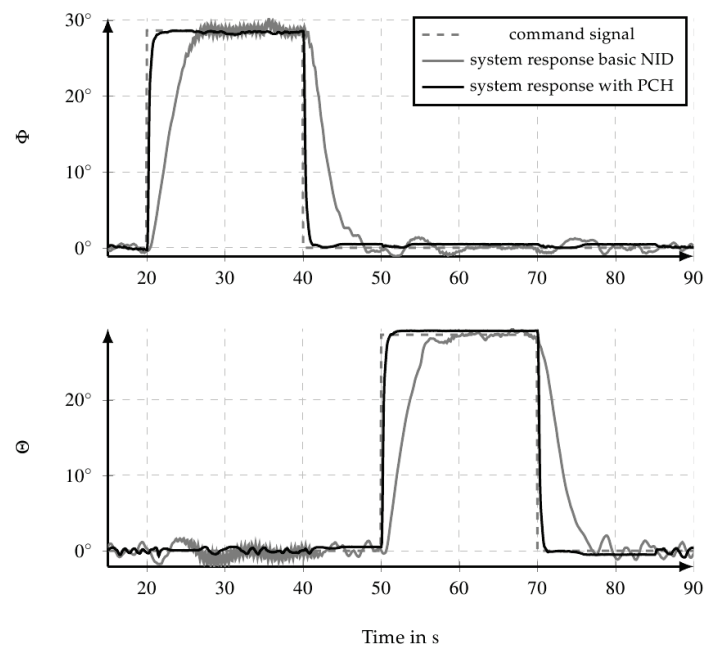 30°
20°
10°
0°
Φ
command signal
system response basic NID
system response with PCH
20 30 40 50 60 70 80 90
20°
10°
0°
Θ
20 30 40 50 60 70 80 90
Time in s